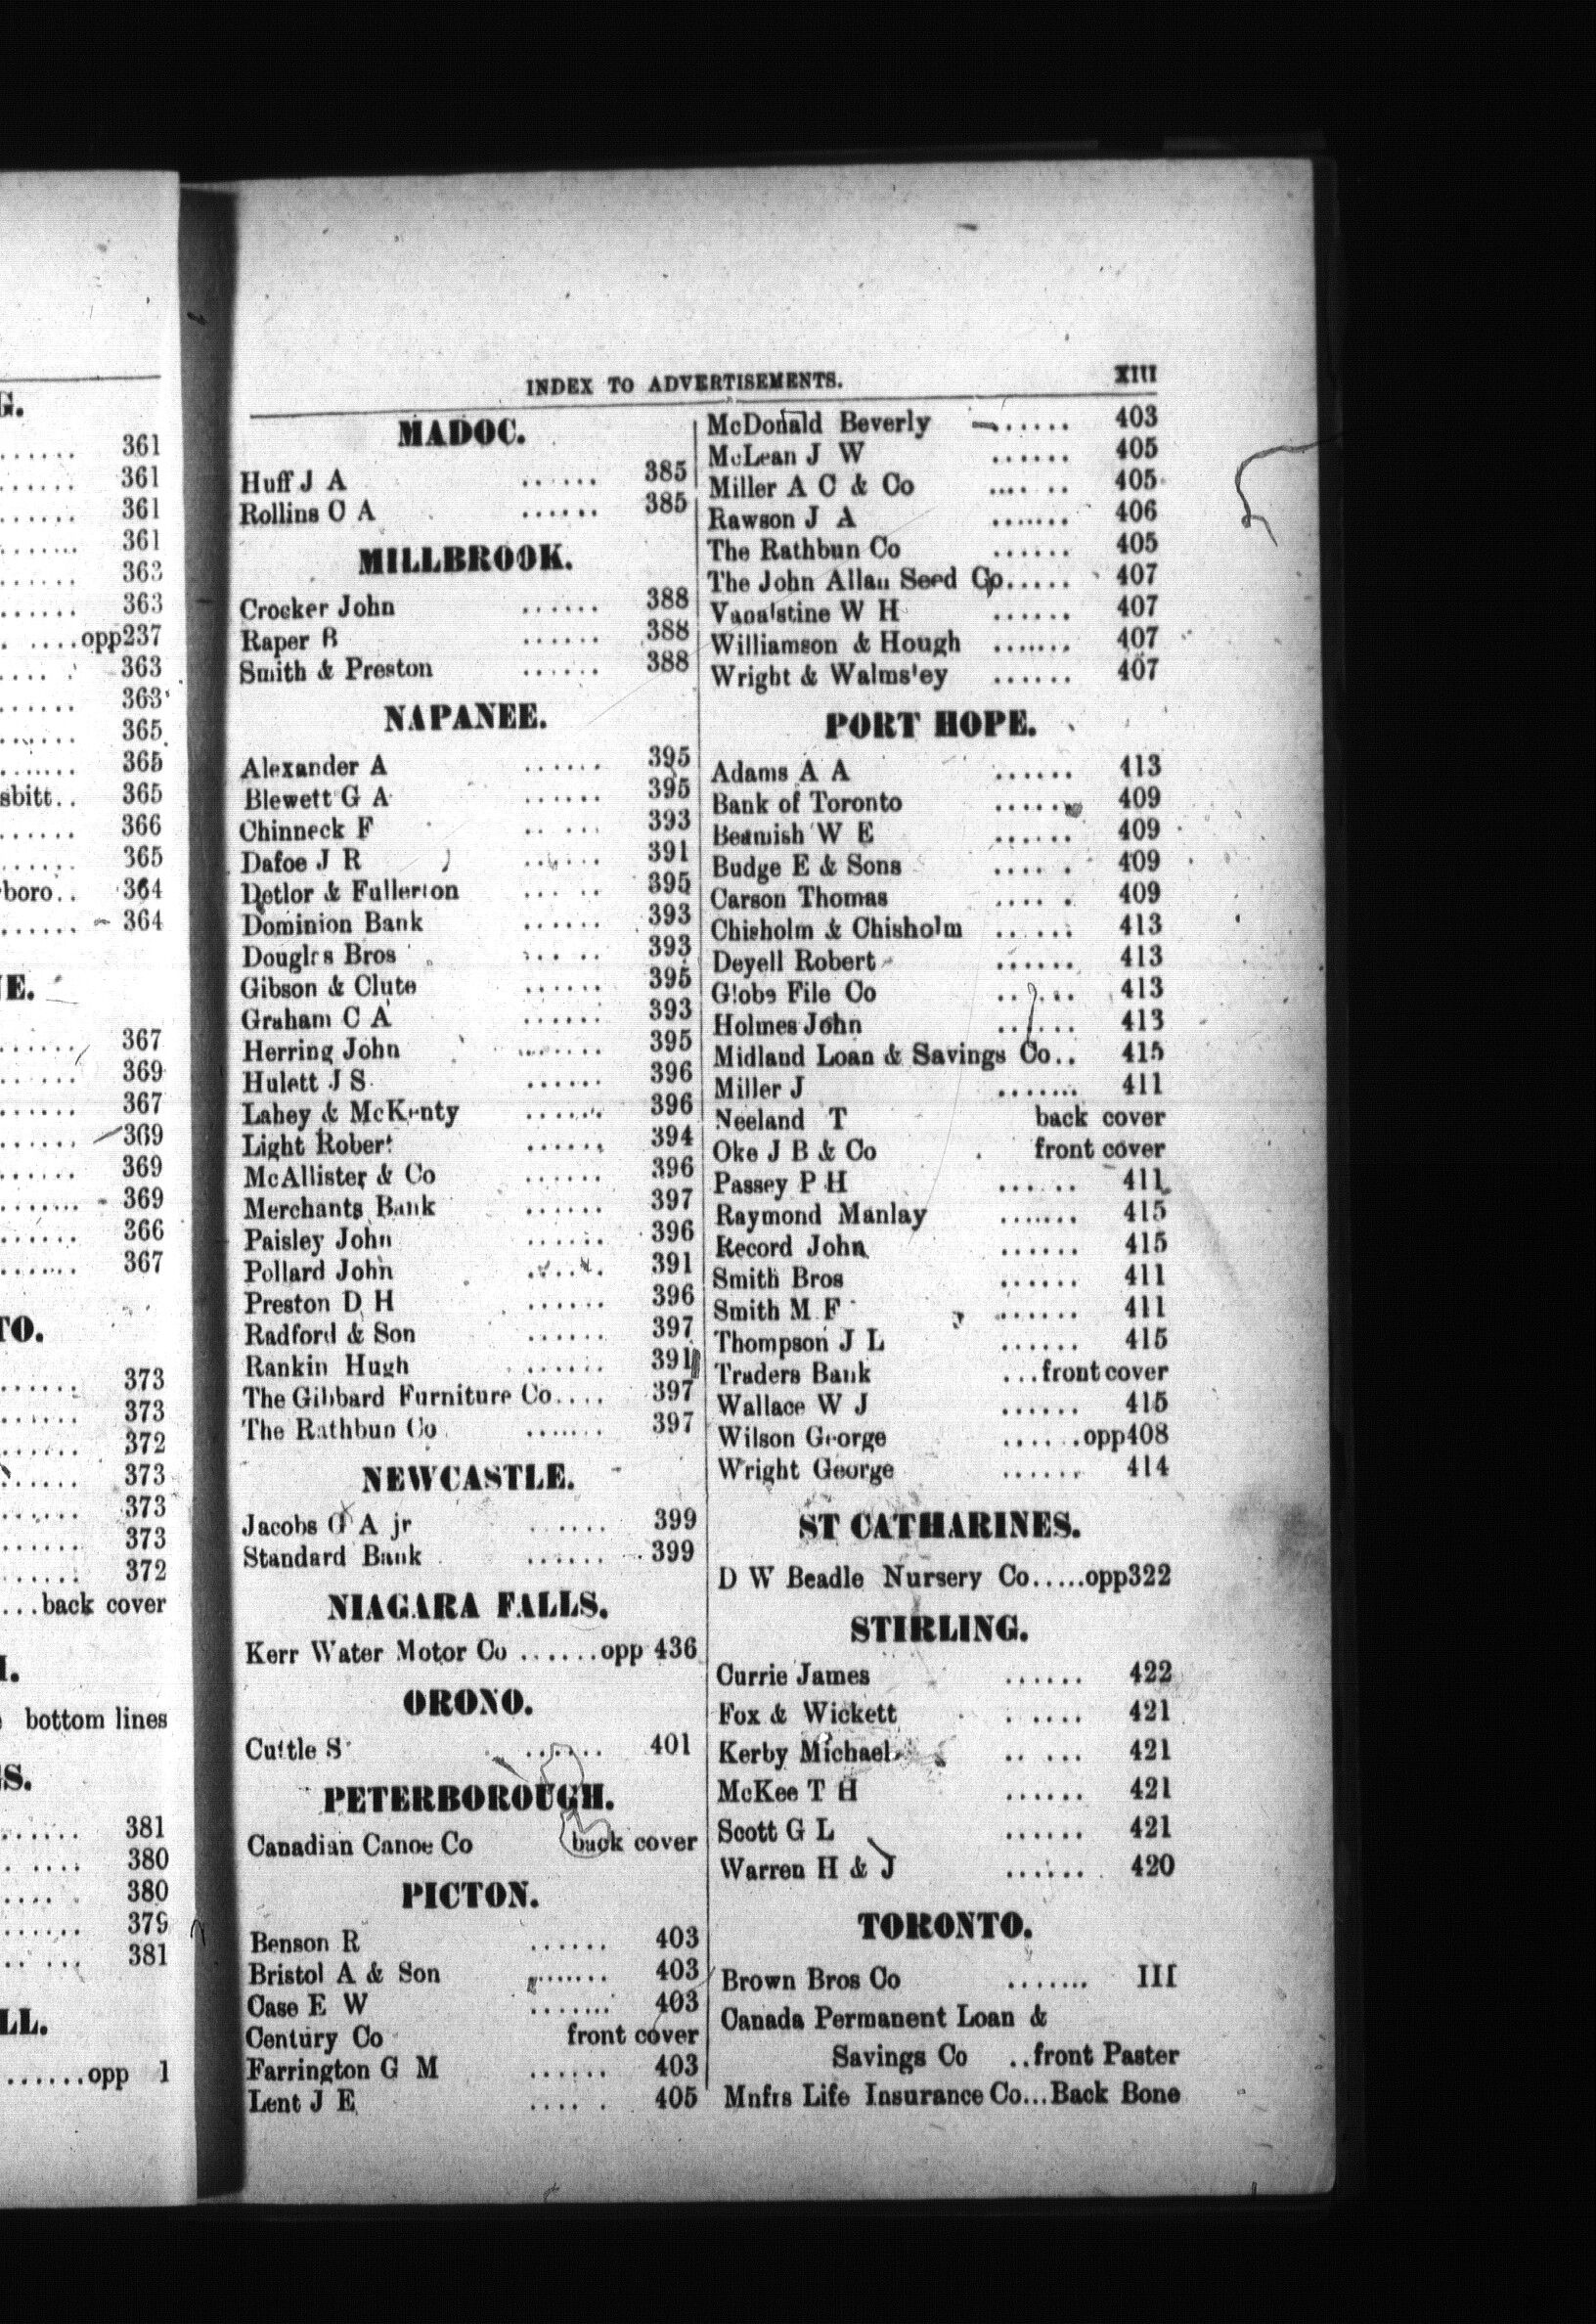 G.
...... 361
...... 361
...... 361
....... 361
...... 363
...... 363
. ....opp237
.... 363
...... 363
...... 365
....... 365
sbitt.. 365
...... 366
...... 365
boro.. 364
...... 364
E.
...... 367
...... 369
...... 367
...... 369
...... 369
....... 369
...... 366
...... 367
TO.
...... 373
...... 373
....... 372
...... 373
...... 373
...... 373
...... 372
...back cover
bottom lines
S.
...... 381
. .... 380
.... 380
...... 379
.. ... 381
LL.
......opp 1
INDEX TO ADVERTISEMENTS. XIII
MADOC.
Huff J A ...... 385
Rollins C A ...... 385
MILLBROOK.
Crocker John ...... 388
Raper B ...... 388
Smith & Preston ...... 388
NAPANEE.
Alexander A ...... 395
Blewett G A ...... 395
Chinneck F ...... 393
Dafoe J R ...... 391
Detlor & Fullerton ... .. 395
Dominion Bank ...... 393
Douglas Bros ... .. 393
Gibson & Clute ...... 395
Graham C A ...... 393
Herring John ....... 395
Hulett J S ...... 396
Lahey & McKenty ...... 396
Light Robert ...... 394
McAllister & Co ...... 396
Merchants Bank ...... 397
Paisley John ...... 396
Pollard John ...... 391
Preston D H ...... 396
Radford & Son ...... 397
Rankin Hugh ...... 391
The Gibbard Furniture Co.... 397
The Rathbun Co ...... 397
NEWCASTLE.
Jacobs G A jr ...... 399
Standard Bank ...... 399
NIAGARA FALLS.
Kerr Water Motor Co ......opp 436
ORONO.
Cuttle S ...... 401
PETERBOROUGH.
Canadian Canoe Co back cover
PICTON.
Benson R ...... 403
Bristol A & Son ....... 403
Case E W ....... 403
Century Co front cover
Farrington G M ...... 403
Lent J E .... . 405
McDonald Beverly ...... 403
McLean J W ...... 405
Miller A C & Co .... .. 405
Rawson J A ....... 406
The Rathbun Co ...... 405
The John Allan Seed Co..... 407
Vanalstine W H ...... 407
Williamson & Hough ....... 407
Wright & Walmsley ...... 407
PORT HOPE.
Adams A A ...... 413
Bank of Toronto ...... 409
Beamish W E ...... 409
Budge E & Sons .... . 409
Carson Thomas .... . 409
Chisholm & Chisholm ...... 413
Deyell Robert ...... 413
Globe File Co ...... 413
Holmes John ...... 413
Midland Loan & Savings Co.. 415
Miller J ....... 411
Neeland T back cover
Oke J B & Co . front cover
Passey P H ...... 411
Raymond Manlay ....... 415
Record John ...... 415
Smith Bros ...... 411
Smith M F ...... 411
Thompson J L ...... 415
Traders Bank ...front cover
Wallace W J ...... 415
Wilson George ......opp408
Wright George ...... 414
ST CATHARINES.
D W Beadle Nursery Co.....opp322
STIRLING.
Currie James ...... 422
Fox & Wickett . .... 421
Kerby Michael .. ... 421
McKee T H ...... 421
Scott G L ...... 421
Warren H & J ...... 420
TORONTO.
Brown Bros Co ....... III
Canada Permanent Loan &
Savings Co ..front Paster
Mnfrs Life Insurance Co...Back Bone